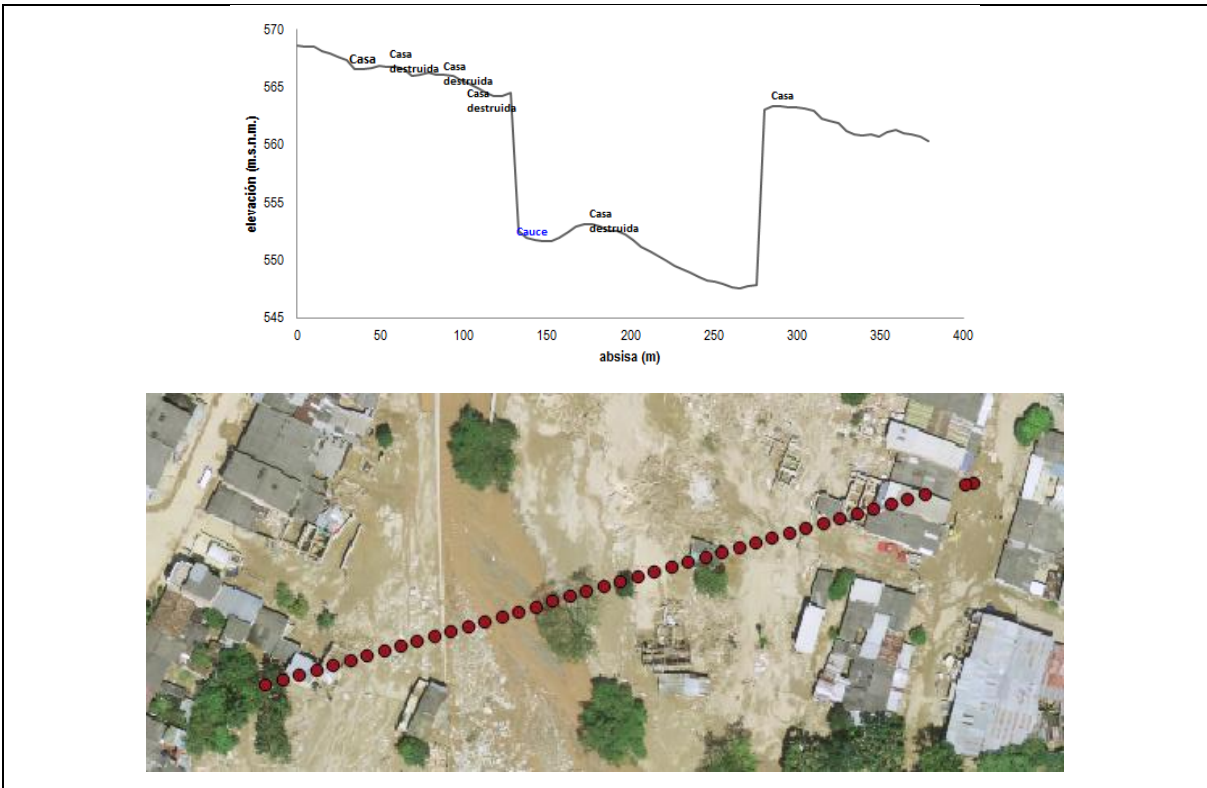 570
565
560
555
550
545
elevación (m.s.n.m.)
Casa
Casa
destruida
Casa
destruida
Casa
destruida
Cauce
Casa
destruida
Casa
0
50
100
150
200
250
300
350
400
absisa (m)